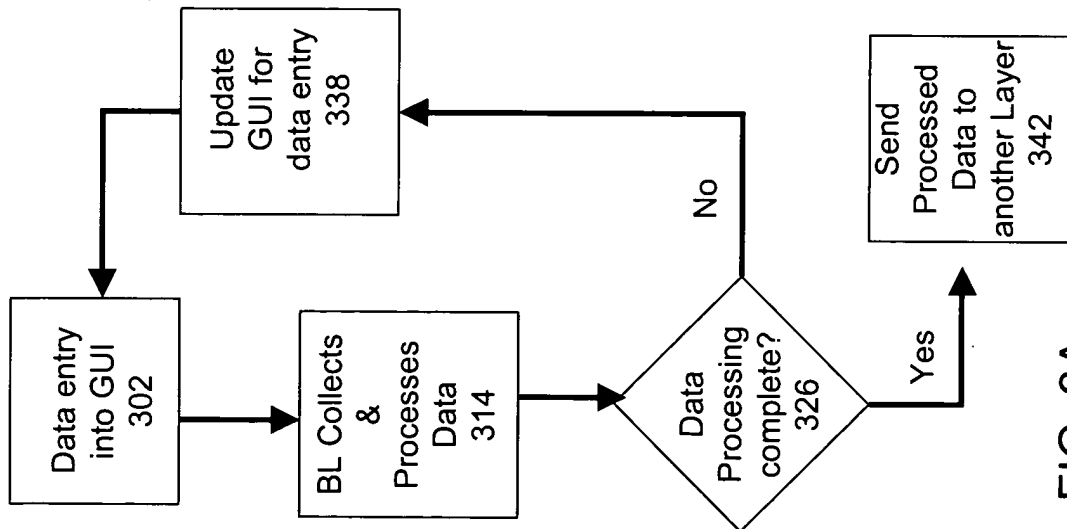 Data entry
into GUI
302
BL Collects
&
Processes
Data
314
Data
Processing
complete?
326
Yes
No
Update
GUI for
data entry
338
Send
Processed
Data to
another Layer
342
FIG.